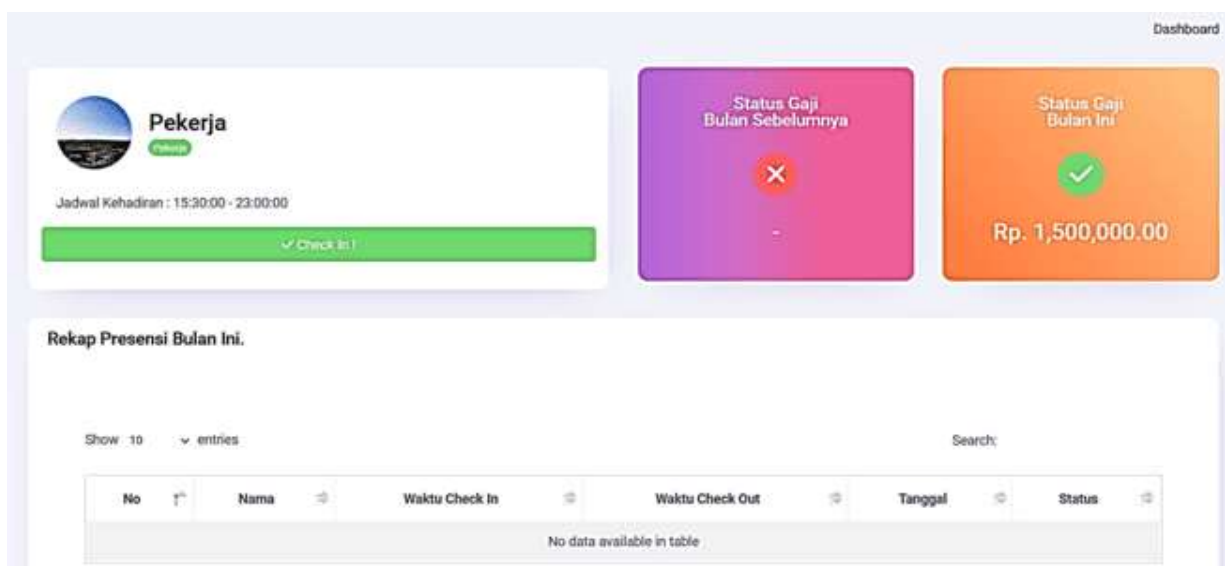 Dashboard
Pekerja
Pekerja
Jadwal Kehadiran : 15:30:00 - 23:00:00
Check In !
Status Gaji
Bulan Sebelumnya
-
Status Gaji
Bulan Ini
Rp. 1,500,000.00
Rekap Presensi Bulan Ini.
Show 10 entries
Search:
No Nama Waktu Check In Waktu Check Out Tanggal Status
No data available in table